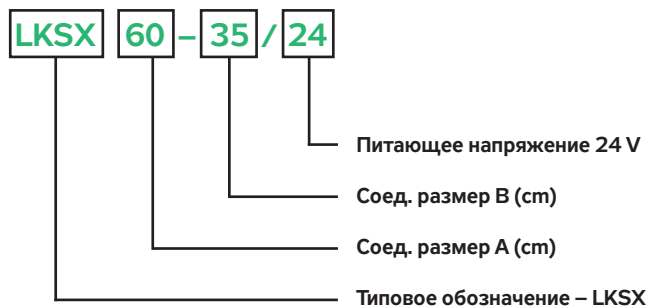 LKSX 60 – 35 / 24
Питающее напряжение 24 V
Соед. размер B (cm)
Соед. размер A (cm)
Типовое обозначение – LKSX